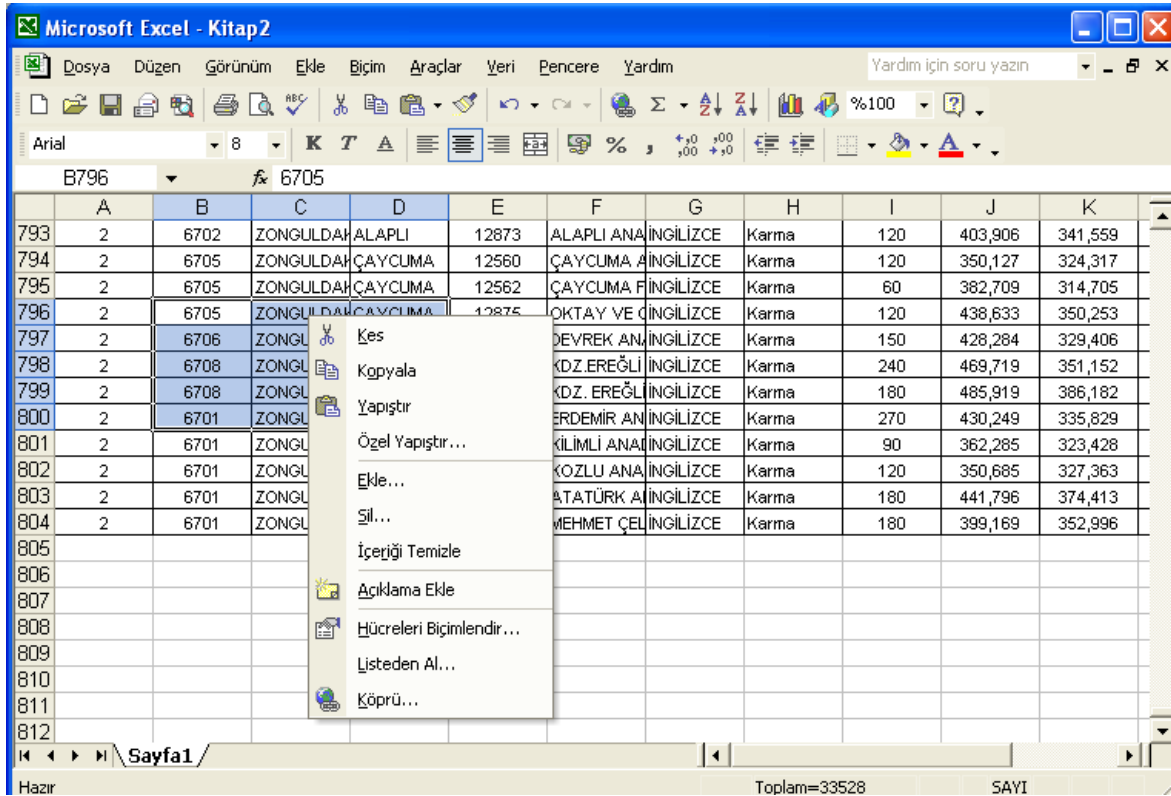 Microsoft Excel - Kitap2
Dosya Düzen Görünüm Ekle Biçim Araçlar Veri Pencere Yardım Yardım için soru yazın
ABC Σ A Z Z A %100 ?
Arial 8 K T A % , ,00 ,00 A
B796 fx 6705
A B C D E F G H I J K
793 2 6702 ZONGULDAK ALAPLI 12873 ALAPLI ANA İNGİLİZCE Karma 120 403,906 341,559
794 2 6705 ZONGULDAK ÇAYCUMA 12560 ÇAYCUMA A İNGİLİZCE Karma 120 350,127 324,317
795 2 6705 ZONGULDAK ÇAYCUMA 12562 ÇAYCUMA F İNGİLİZCE Karma 60 382,709 314,705
796 2 6705 ZONGULDAK ÇAYCUMA 12875 OKTAY VE Ç İNGİLİZCE Karma 120 438,633 350,253
797 2 6706 ZONGU DEVREK ANA İNGİLİZCE Karma 150 428,284 329,406
798 2 6708 ZONGU KDZ.EREĞLİ İNGİLİZCE Karma 240 469,719 351,152
799 2 6708 ZONGU KDZ. EREĞLİ İNGİLİZCE Karma 180 485,919 386,182
800 2 6701 ZONGU ERDEMİR AN İNGİLİZCE Karma 270 430,249 335,829
801 2 6701 ZONGU KİLİMLİ ANAD İNGİLİZCE Karma 90 362,285 323,428
802 2 6701 ZONGU KOZLU ANA İNGİLİZCE Karma 120 350,685 327,363
803 2 6701 ZONGU ATATÜRK AN İNGİLİZCE Karma 180 441,796 374,413
804 2 6701 ZONGU MEHMET ÇEL İNGİLİZCE Karma 180 399,169 352,996
805
806
807
808
809
810
811
812
Kes
Kopyala
Yapıştır
Özel Yapıştır...
Ekle...
Sil...
İçeriği Temizle
Açıklama Ekle
Hücreleri Biçimlendir...
Listeden Al...
Köprü...
Sayfa1
Hazır Toplam=33528 SAYI